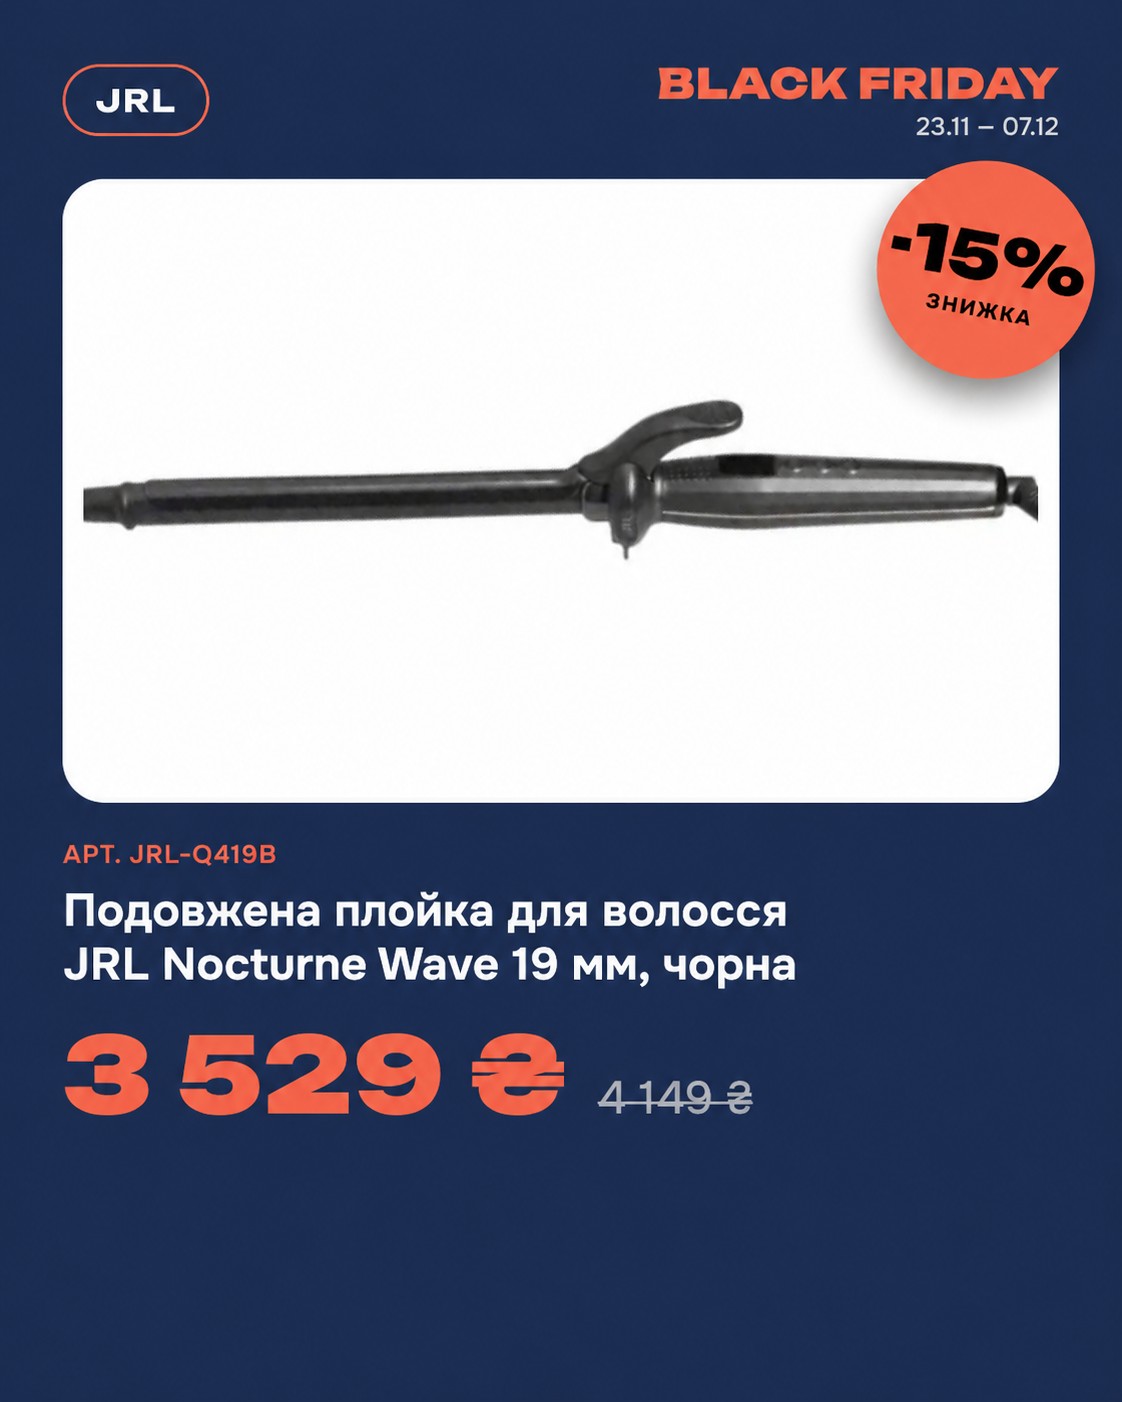 JRL
BLACK FRIDAY
23.11 – 07.12
-15%
ЗНИЖКА
АРТ. JRL-Q419B
Подовжена плойка для волосся
JRL Nocturne Wave 19 мм, чорна
3 529 ₴
4 149 ₴